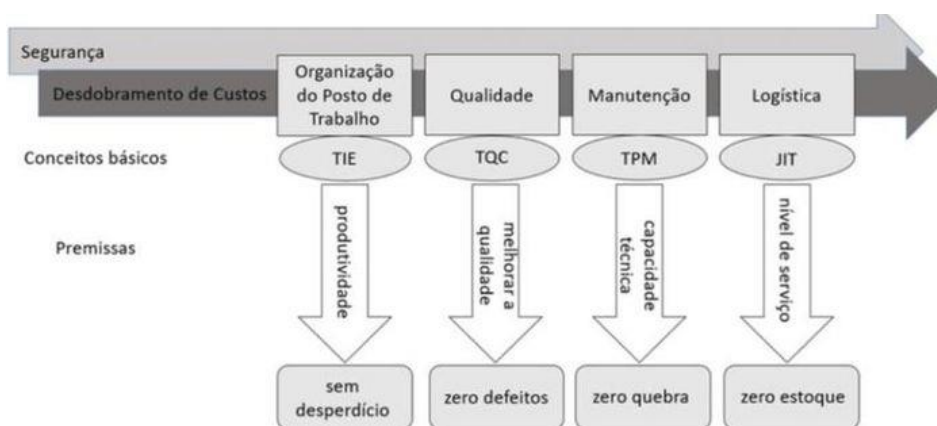 Segurança
Desdobramento de Custos
Organização
do Posto de
Trabalho
Qualidade
Manutenção
Logística
Conceitos básicos
TIE
TQC
TPM
JIT
Premissas
produtividade
melhorar a
qualidade
capacidade
técnica
nível de serviço
sem
desperdício
zero defeitos
zero quebra
zero estoque